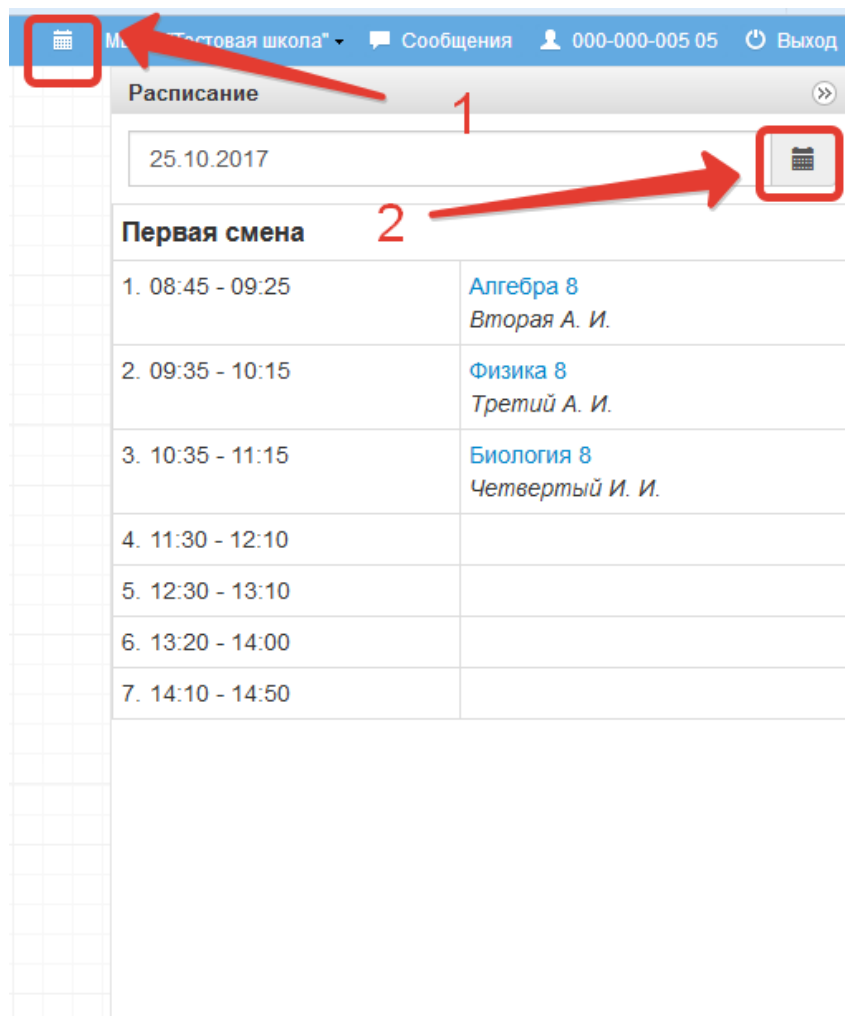 "Тестовая школа" Сообщения 000-000-005 05 Выход
Расписание
1
25.10.2017
2
Первая смена
1. 08:45 - 09:25 Алгебра 8
Вторая А. И.
2. 09:35 - 10:15 Физика 8
Третий А. И.
3. 10:35 - 11:15 Биология 8
Четвертый И. И.
4. 11:30 - 12:10
5. 12:30 - 13:10
6. 13:20 - 14:00
7. 14:10 - 14:50